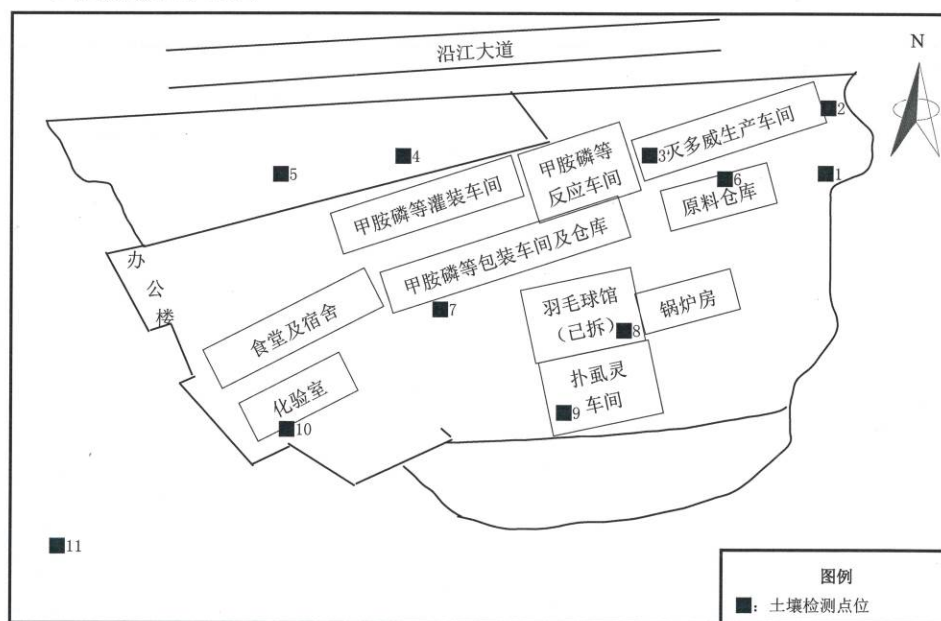 沿江大道
N
2
灭多威生产车间
3
4
甲胺磷等
反应车间
5
1
6
甲胺磷等灌装车间
原料仓库
甲胺磷等包装车间及仓库
办
公
楼
7
羽毛球馆
（已拆）
8
锅炉房
食堂及宿舍
扑虱灵
车间
9
化验室
10
11
图例
：土壤检测点位